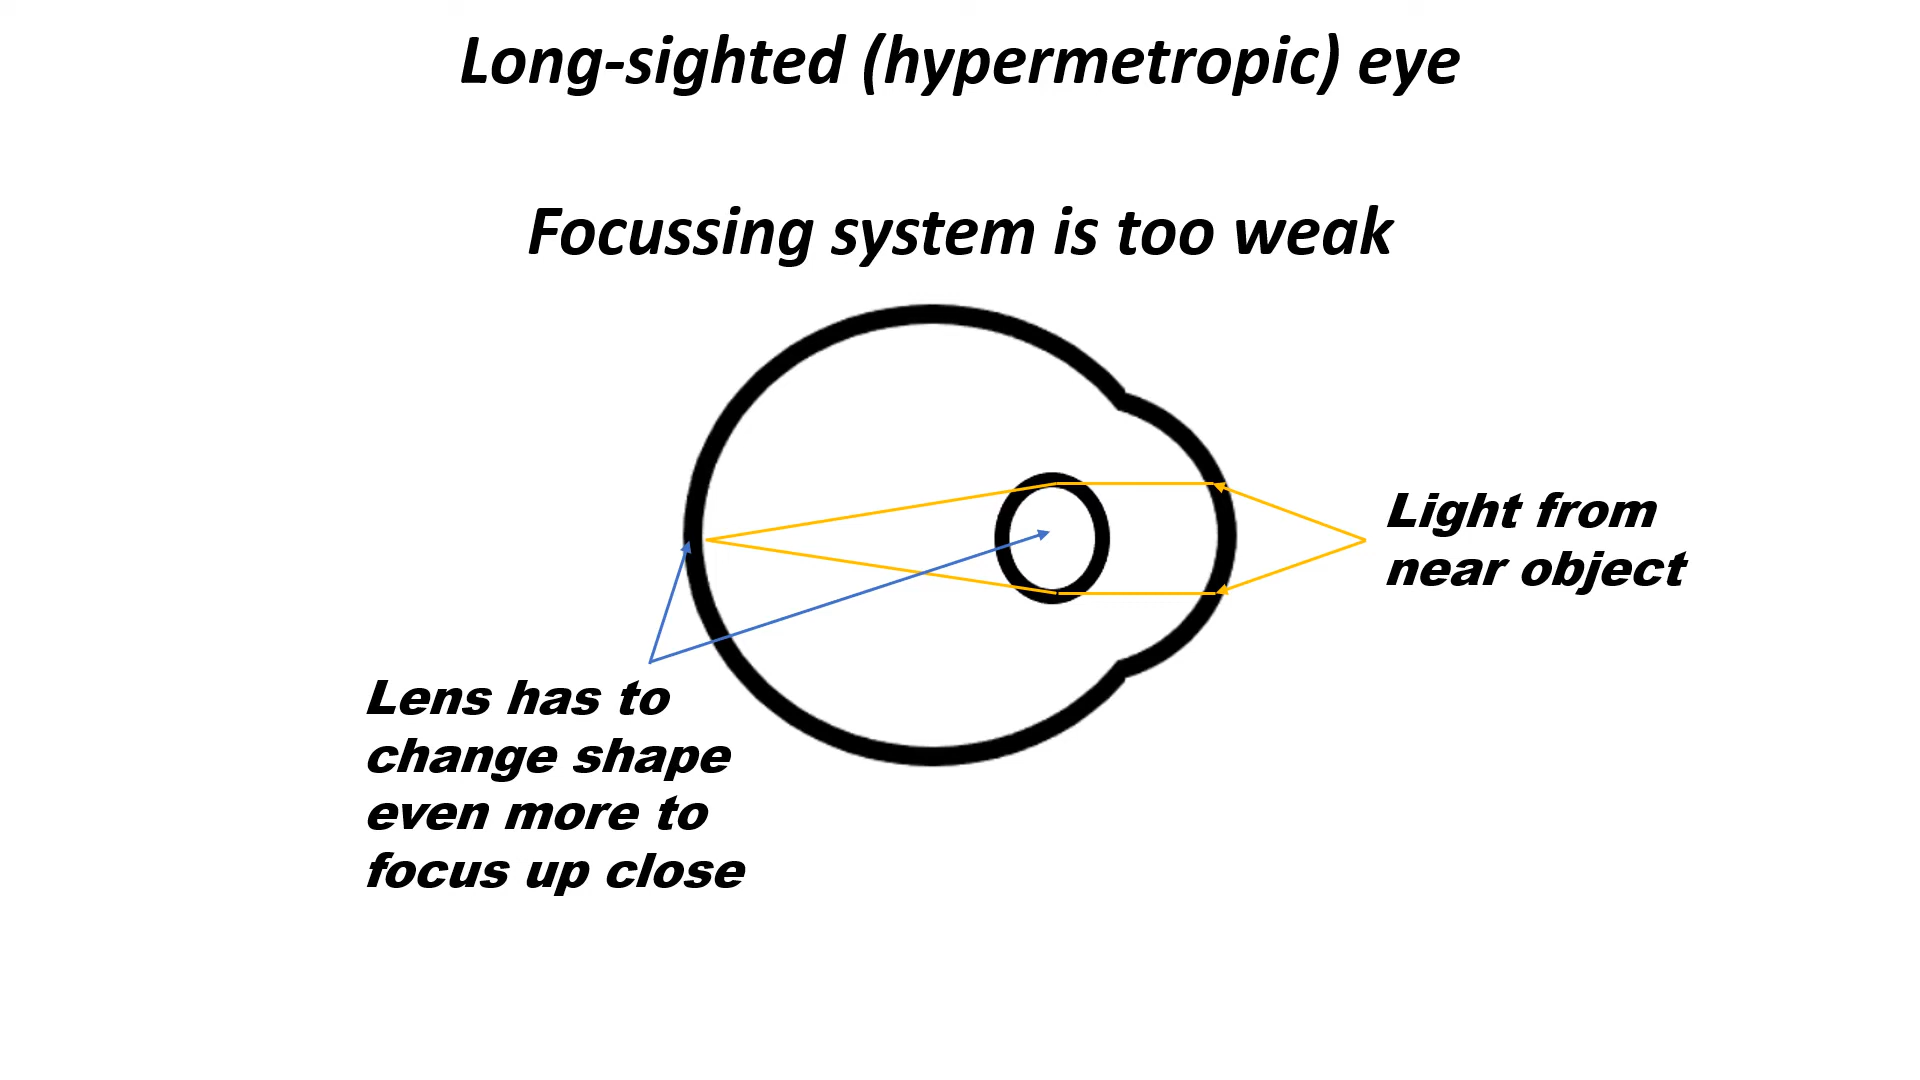 Long-sighted (hypermetropic) eye
Focussing system is too weak
Light from
near object
Lens has to
change shape
even more to
focus up close